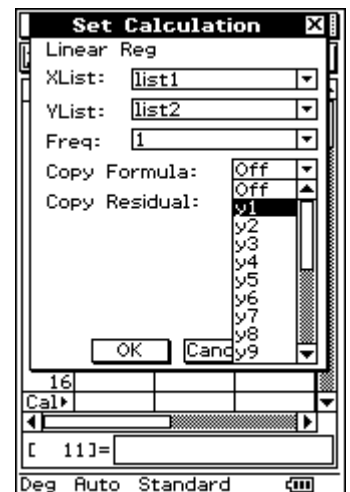 Set Calculation X
Linear Reg
XList: list1
YList: list2
Freq: 1
Copy Formula: Off
Copy Residual: Off
y1
y2
y3
y4
y5
y6
y7
y8
OK Canc y9
16
Cal
[ 11]=
Deg Auto Standard